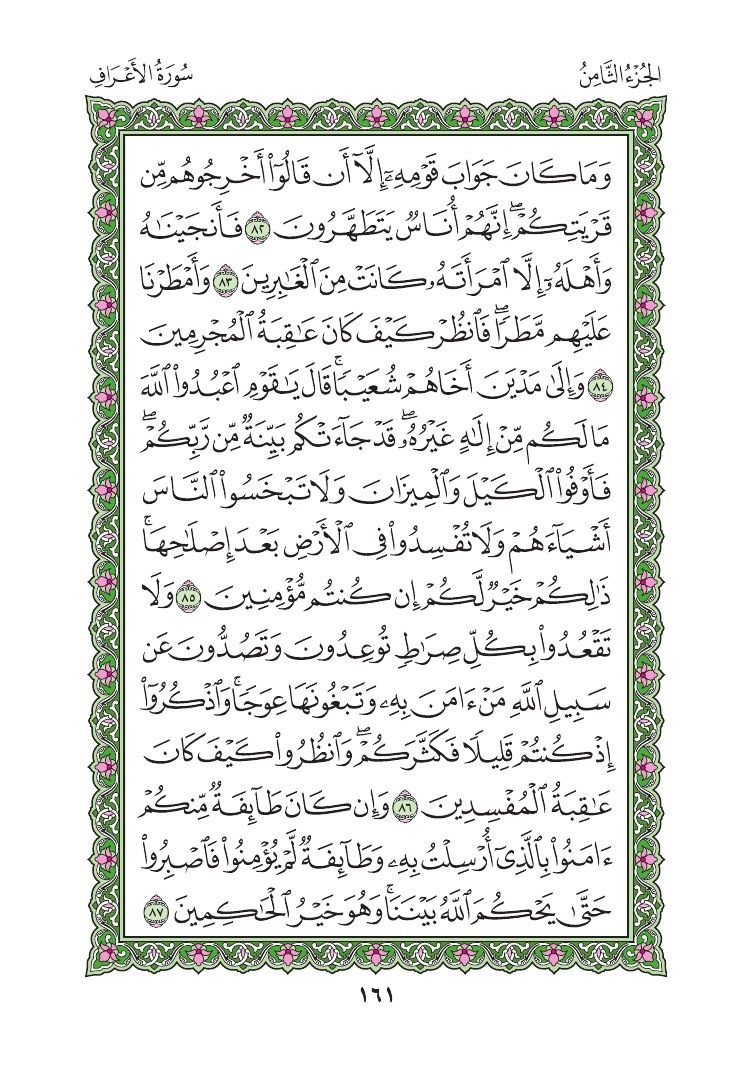 الجُزْءُ الثَّامِنُ
سُورَةُ الأَعْرَافِ
وَمَا كَانَ جَوَابَ قَوْمِهِۦٓ إِلَّآ أَن قَالُوٓا۟ أَخْرِجُوهُم مِّن
قَرْيَتِكُمْ ۖ إِنَّهُمْ أُنَاسٌ يَتَطَهَّرُونَ ٨٢ فَأَنجَيْنَـٰهُ
وَأَهْلَهُۥٓ إِلَّا ٱمْرَأَتَهُۥ كَانَتْ مِنَ ٱلْغَـٰبِرِينَ ٨٣ وَأَمْطَرْنَا
عَلَيْهِم مَّطَرًا ۖ فَٱنظُرْ كَيْفَ كَانَ عَـٰقِبَةُ ٱلْمُجْرِمِينَ
٨٤ وَإِلَىٰ مَدْيَنَ أَخَاهُمْ شُعَيْبًا ۚ قَالَ يَـٰقَوْمِ ٱعْبُدُوا۟ ٱللَّهَ
مَا لَكُم مِّنْ إِلَـٰهٍ غَيْرُهُۥ ۖ قَدْ جَآءَتْكُم بَيِّنَةٌ مِّن رَّبِّكُمْ ۖ
فَأَوْفُوا۟ ٱلْكَيْلَ وَٱلْمِيزَانَ وَلَا تَبْخَسُوا۟ ٱلنَّاسَ
أَشْيَآءَهُمْ وَلَا تُفْسِدُوا۟ فِى ٱلْأَرْضِ بَعْدَ إِصْلَـٰحِهَا ۚ
ذَٰلِكُمْ خَيْرٌ لَّكُمْ إِن كُنتُم مُّؤْمِنِينَ ٨٥ وَلَا
تَقْعُدُوا۟ بِكُلِّ صِرَٰطٍ تُوعِدُونَ وَتَصُدُّونَ عَن
سَبِيلِ ٱللَّهِ مَنْ ءَامَنَ بِهِۦ وَتَبْغُونَهَا عِوَجًا ۚ وَٱذْكُرُوٓا۟
إِذْ كُنتُمْ قَلِيلًا فَكَثَّرَكُمْ ۖ وَٱنظُرُوا۟ كَيْفَ كَانَ
عَـٰقِبَةُ ٱلْمُفْسِدِينَ ٨٦ وَإِن كَانَ طَآئِفَةٌ مِّنكُمْ
ءَامَنُوا۟ بِٱلَّذِىٓ أُرْسِلْتُ بِهِۦ وَطَآئِفَةٌ لَّمْ يُؤْمِنُوا۟ فَٱصْبِرُوا۟
حَتَّىٰ يَحْكُمَ ٱللَّهُ بَيْنَنَا ۚ وَهُوَ خَيْرُ ٱلْحَـٰكِمِينَ ٨٧
١٦١